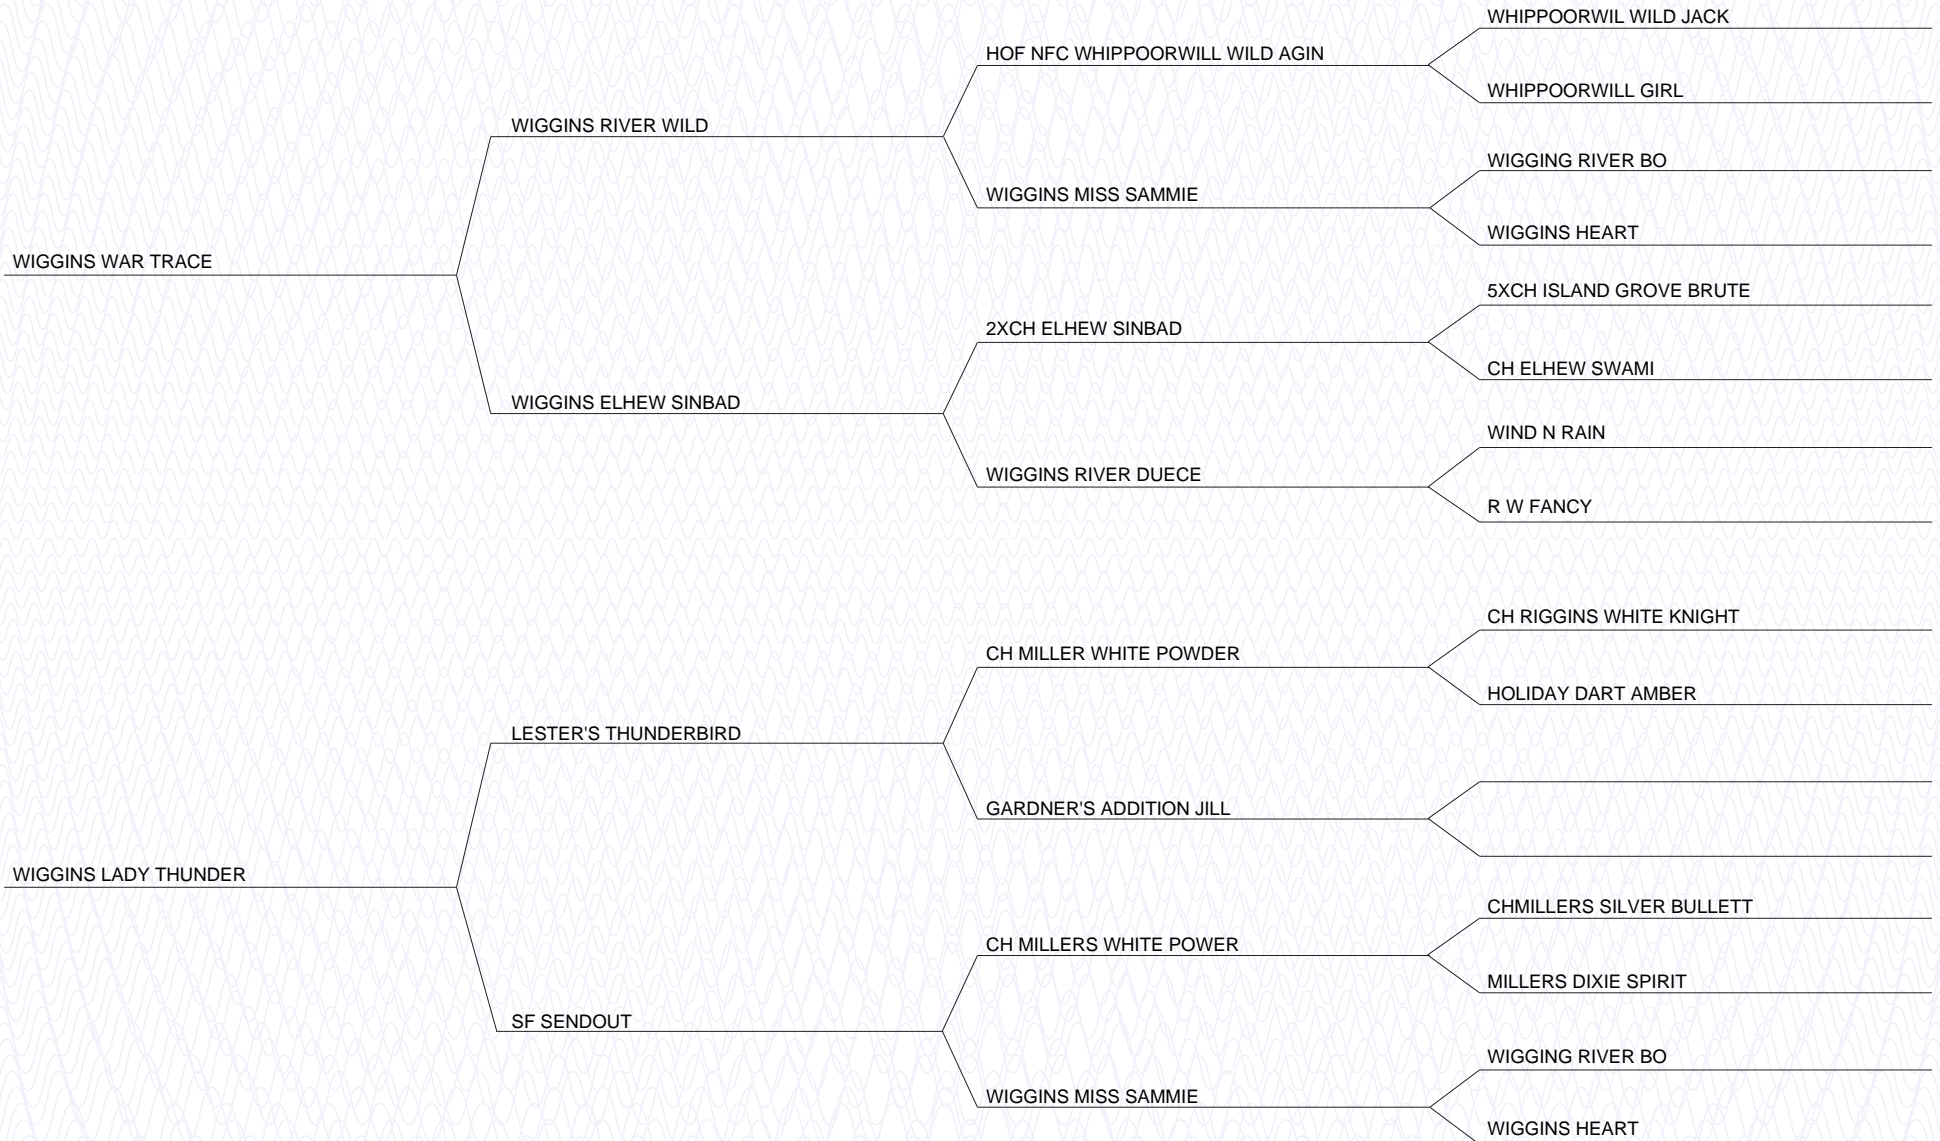 WHIPPOORWIL WILD JACK
HOF NFC WHIPPOORWILL WILD AGIN
WHIPPOORWILL GIRL
WIGGINS RIVER WILD
WIGGING RIVER BO
WIGGINS MISS SAMMIE
WIGGINS HEART
WIGGINS WAR TRACE
5XCH ISLAND GROVE BRUTE
2XCH ELHEW SINBAD
CH ELHEW SWAMI
WIGGINS ELHEW SINBAD
WIND N RAIN
WIGGINS RIVER DUECE
R W FANCY
CH RIGGINS WHITE KNIGHT
CH MILLER WHITE POWDER
HOLIDAY DART AMBER
LESTER'S THUNDERBIRD
GARDNER'S ADDITION JILL
WIGGINS LADY THUNDER
CHMILLERS SILVER BULLETT
CH MILLERS WHITE POWER
MILLERS DIXIE SPIRIT
SF SENDOUT
WIGGING RIVER BO
WIGGINS MISS SAMMIE
WIGGINS HEART